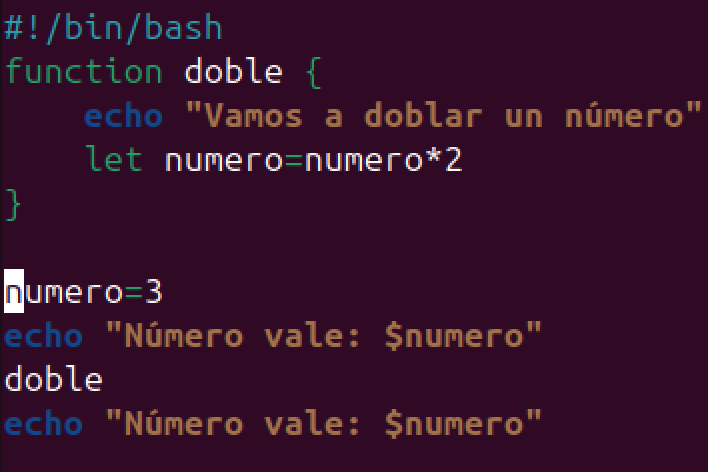 #!/bin/bash
function doble {
    echo "Vamos a doblar un número"
    let numero=numero*2
}

numero=3
echo "Número vale: $numero"
doble
echo "Número vale: $numero"